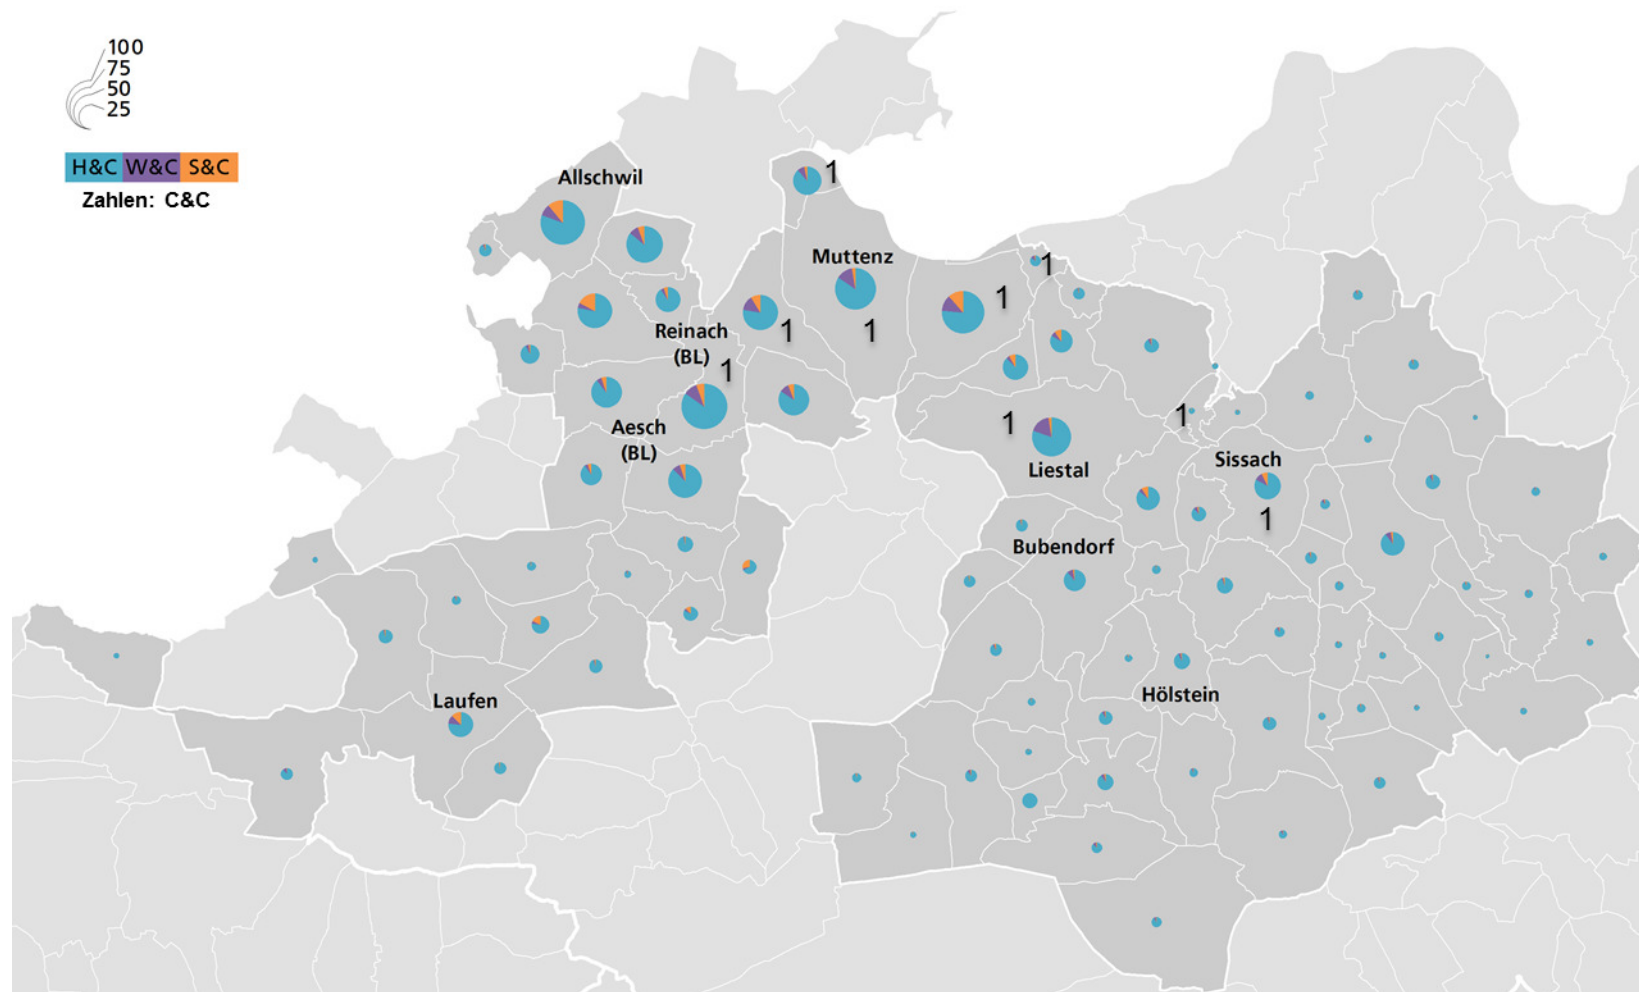 100
75
50
25
H&C W&C S&C
Zahlen: C&C
Allschwil
1
Muttenz
1
1
Reinach
(BL)
1
1
1
Aesch
(BL)
1
1
Liestal
Sissach
1
Bubendorf
Laufen
Hölstein